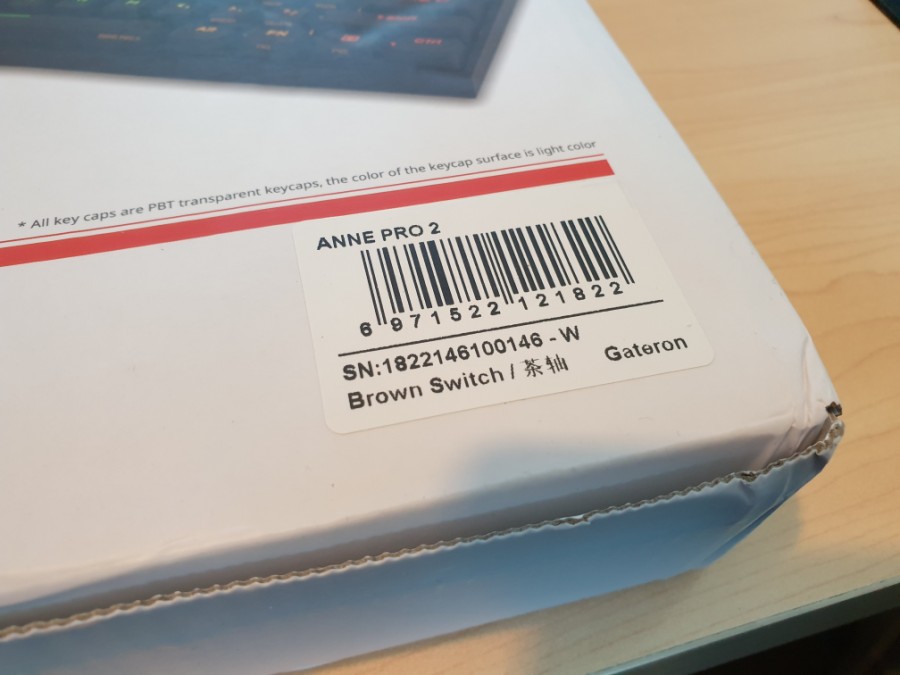 * All key caps are PBT transparent keycaps, the color of the keycap surface is light color
ANNE PRO 2
6 971522 121822
SN:1822146100146 - W
Brown Switch / 茶轴 Gateron